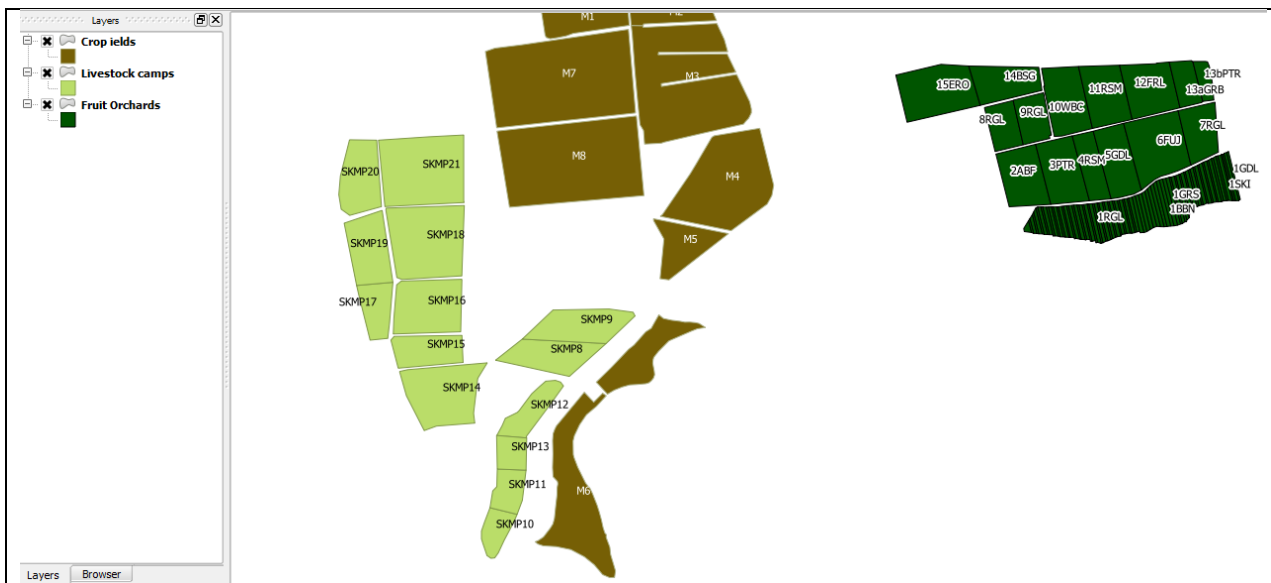 Layers
Crop ields
Livestock camps
Fruit Orchards
Layers
Browser
M1
M2
M7
M3
M8
M4
M5
M6
SKMP20
SKMP21
SKMP19
SKMP18
SKMP17
SKMP16
SKMP15
SKMP14
SKMP9
SKMP8
SKMP12
SKMP13
SKMP11
SKMP10
15ERO
14BSG
11RSM
12FRL
13bPTR
13aGRB
10WBC
9RGL
8RGL
7RGL
6FUJ
5GDL
4RSM
3PTR
2ABF
1GDL
1SKI
1GRS
1BBN
1RGL